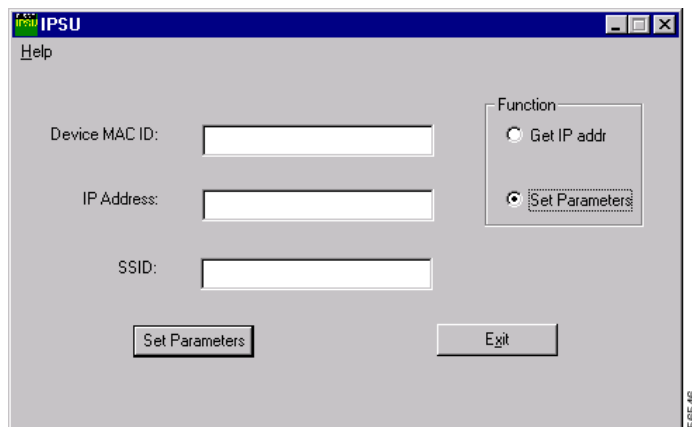 IPSU
Help
Function
Device MAC ID:
Get IP addr
IP Address:
Set Parameters
SSID:
Set Parameters
Exit